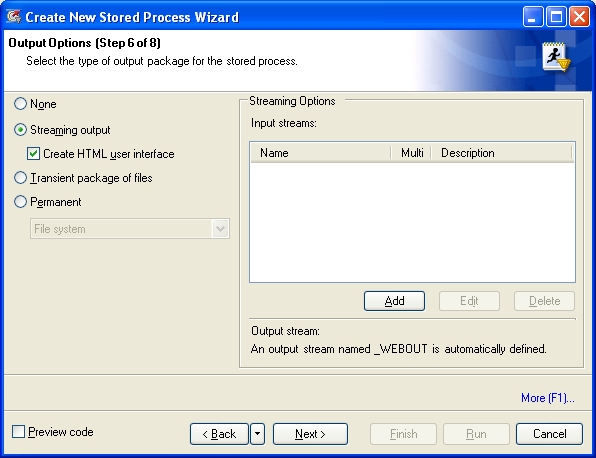 Create New Stored Process Wizard
Output Options (Step 6 of 8)
Select the type of output package for the stored process.
None
Streaming output
Create HTML user interface
Transient package of files
Permanent
File system
Streaming Options
Input streams:
Name Multi Description
Add Edit Delete
Output stream:
An output stream named _WEBOUT is automatically defined.
More (F1)...
Preview code < Back Next > Finish Run Cancel